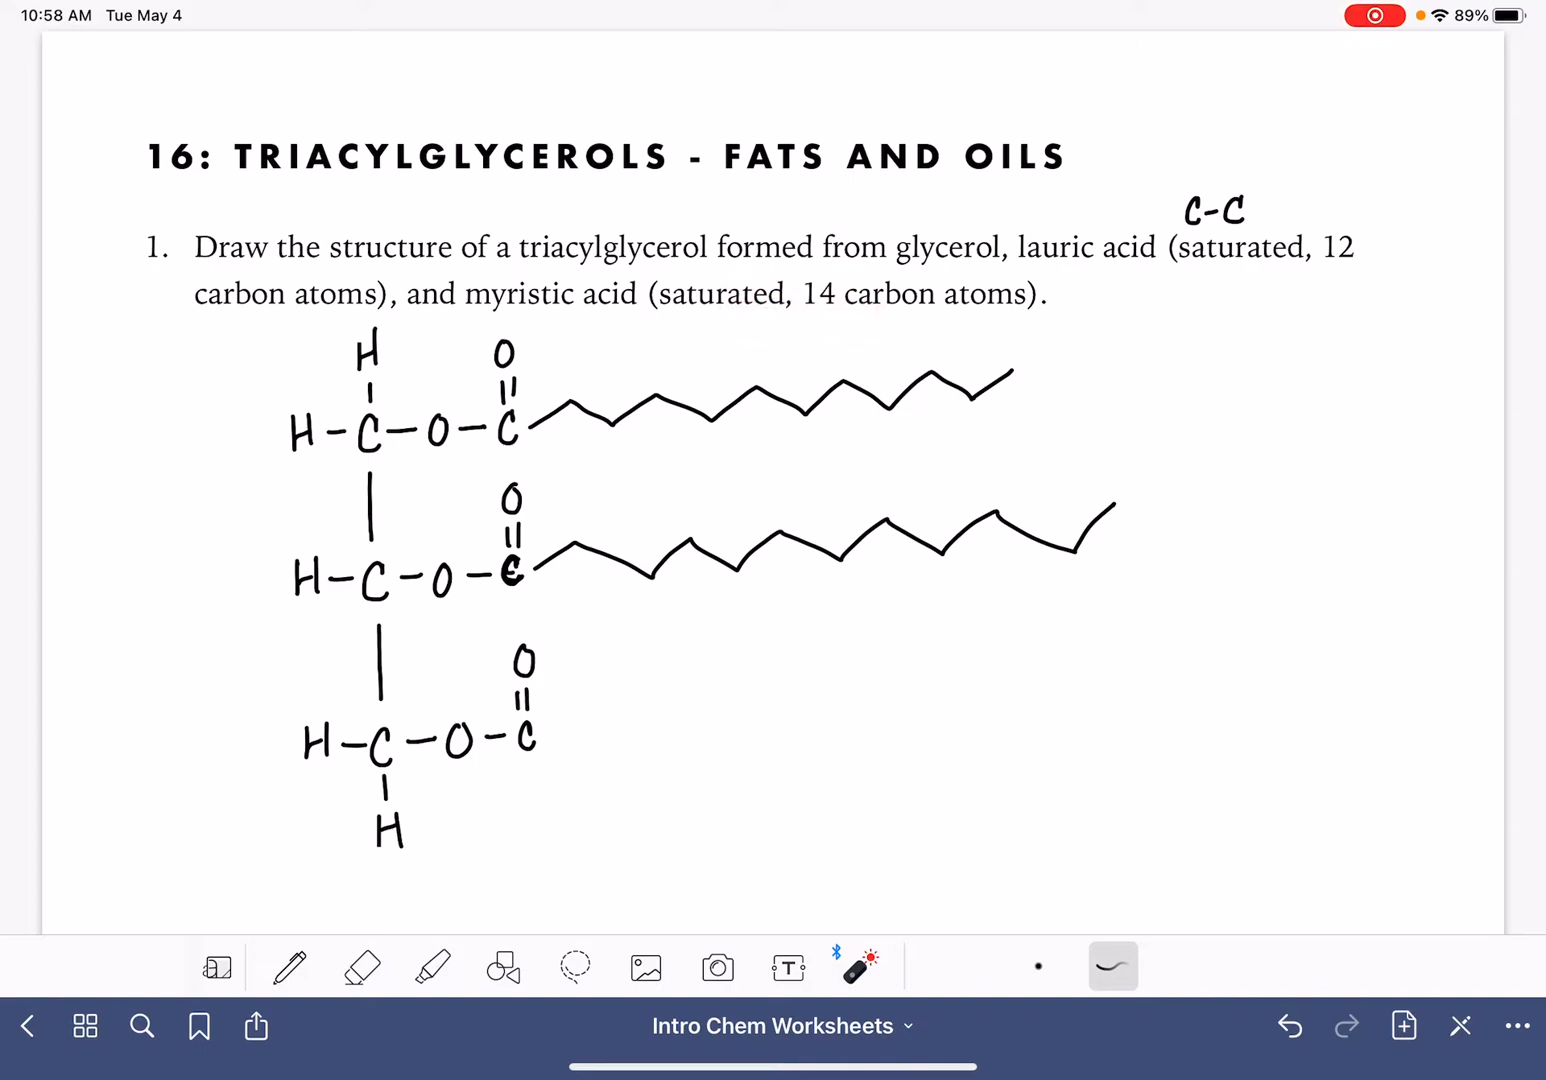 10:58 AM Tue May 4
89%
16: TRIACYLGLYCEROLS - FATS AND OILS
C-C
1. Draw the structure of a triacylglycerol formed from glycerol, lauric acid (saturated, 12
carbon atoms), and myristic acid (saturated, 14 carbon atoms).
H O
H-C-O-C
O
H-C-O-C
O
H-C-O-C
H
a
T
Intro Chem Worksheets